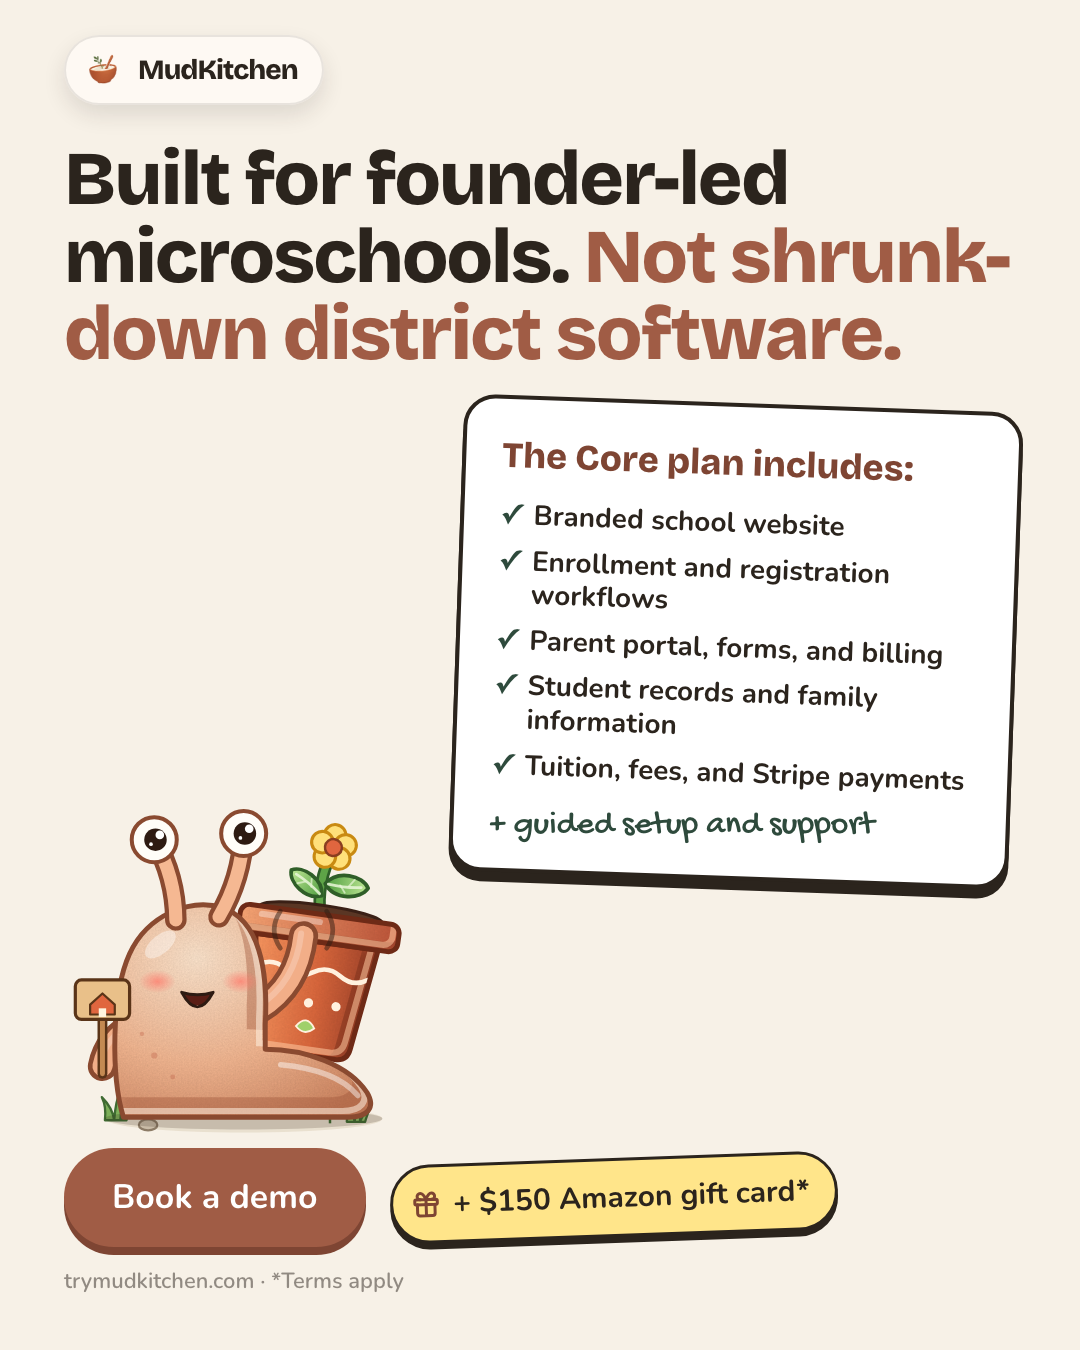 MudKitchen
Built for founder-led
microschools. Not shrunk-
down district software.
The Core plan includes:
✓ Branded school website
✓ Enrollment and registration
workflows
✓ Parent portal, forms, and billing
✓ Student records and family
information
✓ Tuition, fees, and Stripe payments
+ guided setup and support
Book a demo
+ $150 Amazon gift card*
trymudkitchen.com · *Terms apply